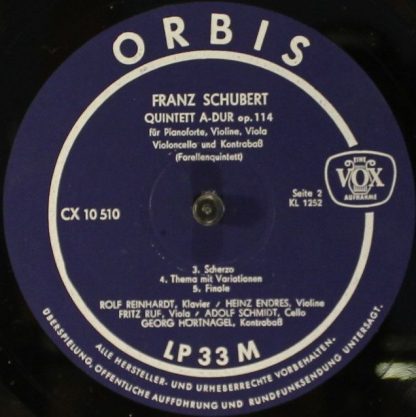 ORBIS
FRANZ SCHUBERT
QUINTETT A-DUR op. 114
für Pianoforte, Violine, Viola
Violoncello und Kontrabaß
(Forellenquintett)
EINE
VOX
AUFNAHME
Seite 2
KL 1252
CX 10 510
3. Scherzo
4. Thema mit Variationen
5. Finale
ROLF REINHARDT, Klavier / HEINZ ENDRES, Violine
FRITZ RUF, Viola / ADOLF SCHMIDT, Cello
GEORG HÖRTNAGEL, Kontrabaß
LP 33 M
ALLE HERSTELLER- UND URHEBERRECHTE VORBEHALTEN.
ÜBERSPIELUNG, ÖFFENTLICHE AUFFÜHRUNG UND RUNDFUNKSENDUNG UNTERSAGT.